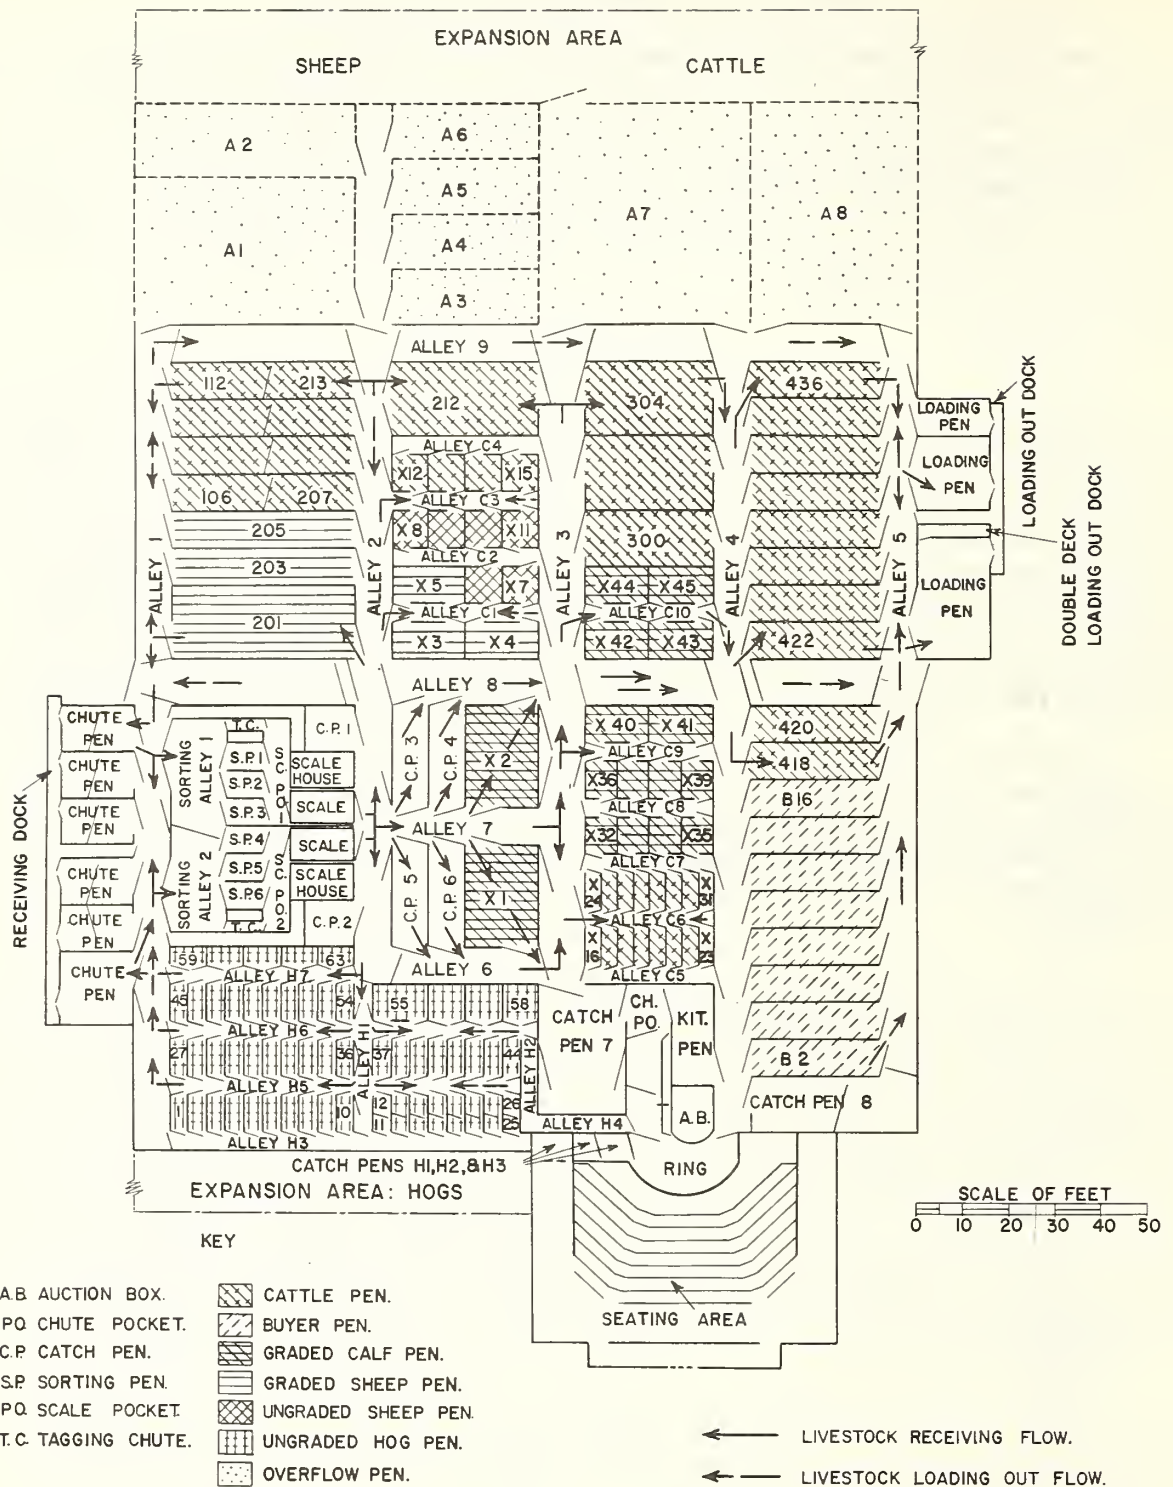 EXPANSION AREA
SHEEP
CATTLE
A2
A6
A5
A1
A4
A3
A7
A8
ALLEY 9
112
213
212
304
436
ALLEY C4
X12
X15
106
207
ALLEY C3
205
X8
X11
300
ALLEY C2
203
X5
X7
X44
X45
ALLEY C1
ALLEY C10
201
X3
X4
X42
X43
422
ALLEY 1
ALLEY 2
ALLEY 3
ALLEY 4
ALLEY 5
LOADING
PEN
LOADING
PEN
LOADING
PEN
LOADING OUT DOCK
DOUBLE DECK
LOADING OUT DOCK
ALLEY 8
RECEIVING DOCK
CHUTE
PEN
CHUTE
PEN
CHUTE
PEN
CHUTE
PEN
CHUTE
PEN
CHUTE
PEN
SORTING
ALLEY 1
SORTING
ALLEY 2
T.C.
S.P.1
S.P.2
S.P.3
S.P.4
S.P.5
S.P.6
T.C.
SC. PO. 1
SC. PO. 2
C.P. 1
SCALE
HOUSE
SCALE
SCALE
SCALE
HOUSE
C.P. 2
C.P. 3
C.P. 4
X2
ALLEY 7
C.P. 5
C.P. 6
X1
ALLEY 6
X40
X41
ALLEY C9
X36
X39
ALLEY C8
X32
X35
ALLEY C7
X
24
X
31
ALLEY C6
X
16
X
23
ALLEY C5
420
418
B16
B2
CATCH PEN 8
59
63
ALLEY H7
45
54
55
58
ALLEY H6
27
36
37
44
ALLEY H5
1
10
12
11
26
25
ALLEY H3
ALLEY H1
ALLEY H2
CATCH
PEN 7
CH.
PO.
KIT.
PEN
A.B.
ALLEY H4
RING
CATCH PENS H1, H2, & H3
EXPANSION AREA: HOGS
SEATING AREA
SCALE OF FEET
0 10 20 30 40 50
KEY
A.B. AUCTION BOX.
PO. CHUTE POCKET.
C.P. CATCH PEN.
S.P. SORTING PEN.
PO. SCALE POCKET.
T.C. TAGGING CHUTE.
CATTLE PEN.
BUYER PEN.
GRADED CALF PEN.
GRADED SHEEP PEN.
UNGRADED SHEEP PEN.
UNGRADED HOG PEN.
OVERFLOW PEN.
LIVESTOCK RECEIVING FLOW.
LIVESTOCK LOADING OUT FLOW.